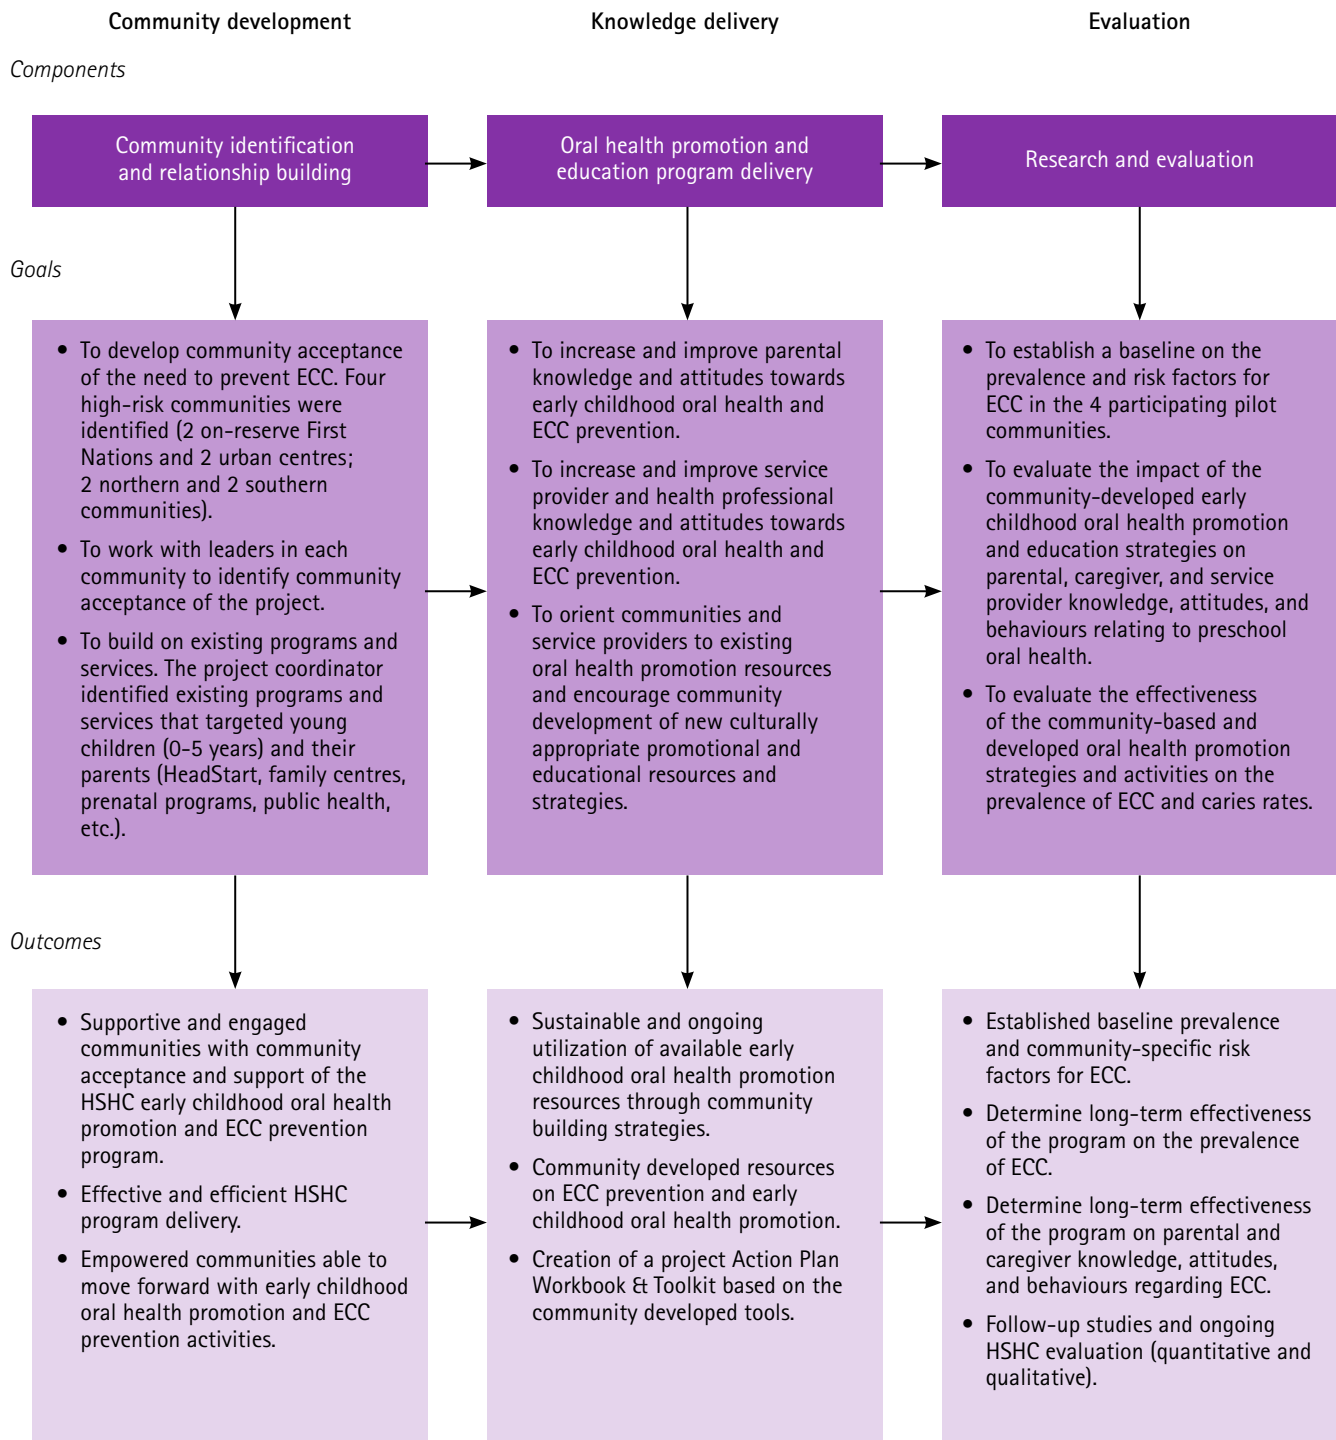 Community development
Knowledge delivery
Evaluation
Components
Community identification
and relationship building
Oral health promotion and
education program delivery
Research and evaluation
Goals
• To develop community acceptance
of the need to prevent ECC. Four
high-risk communities were
identified (2 on-reserve First
Nations and 2 urban centres;
2 northern and 2 southern
communities).
• To work with leaders in each
community to identify community
acceptance of the project.
• To build on existing programs and
services. The project coordinator
identified existing programs and
services that targeted young
children (0-5 years) and their
parents (HeadStart, family centres,
prenatal programs, public health,
etc.).
• To increase and improve parental
knowledge and attitudes towards
early childhood oral health and
ECC prevention.
• To increase and improve service
provider and health professional
knowledge and attitudes towards
early childhood oral health and
ECC prevention.
• To orient communities and
service providers to existing
oral health promotion resources
and encourage community
development of new culturally
appropriate promotional and
educational resources and
strategies.
• To establish a baseline on the
prevalence and risk factors for
ECC in the 4 participating pilot
communities.
• To evaluate the impact of the
community-developed early
childhood oral health promotion
and education strategies on
parental, caregiver, and service
provider knowledge, attitudes, and
behaviours relating to preschool
oral health.
• To evaluate the effectiveness
of the community-based and
developed oral health promotion
strategies and activities on the
prevalence of ECC and caries rates.
Outcomes
• Supportive and engaged
communities with community
acceptance and support of the
HSHC early childhood oral health
promotion and ECC prevention
program.
• Effective and efficient HSHC
program delivery.
• Empowered communities able to
move forward with early childhood
oral health promotion and ECC
prevention activities.
• Sustainable and ongoing
utilization of available early
childhood oral health promotion
resources through community
building strategies.
• Community developed resources
on ECC prevention and early
childhood oral health promotion.
• Creation of a project Action Plan
Workbook & Toolkit based on the
community developed tools.
• Established baseline prevalence
and community-specific risk
factors for ECC.
• Determine long-term effectiveness
of the program on the prevalence
of ECC.
• Determine long-term effectiveness
of the program on parental and
caregiver knowledge, attitudes,
and behaviours regarding ECC.
• Follow-up studies and ongoing
HSHC evaluation (quantitative and
qualitative).